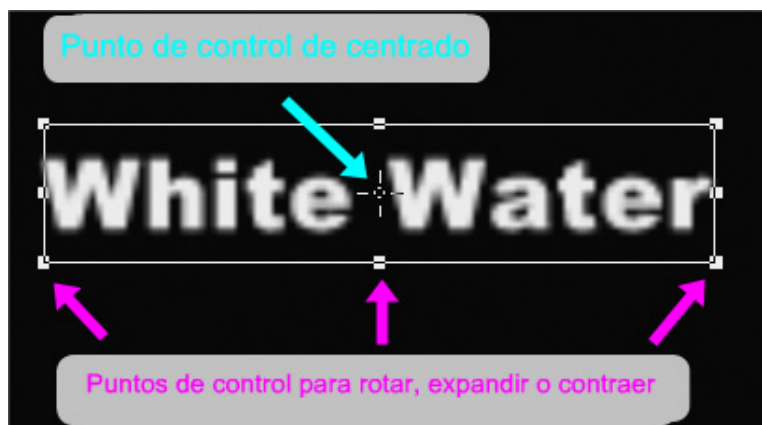 Punto de control de centrado
White Water
Puntos de control para rotar, expandir o contraer